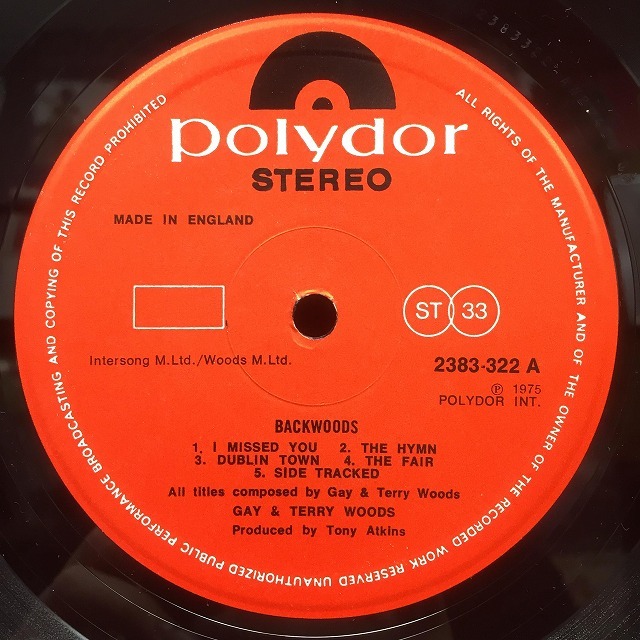 polydor
STEREO
MADE IN ENGLAND
ST 33
Intersong M.Ltd./Woods M.Ltd.
2383-322 A
Ⓟ 1975
POLYDOR INT.
BACKWOODS
1. I MISSED YOU 2. THE HYMN
3. DUBLIN TOWN 4. THE FAIR
5. SIDE TRACKED
All titles composed by Gay & Terry Woods
GAY & TERRY WOODS
Produced by Tony Atkins
ALL RIGHTS OF THE MANUFACTURER AND OF THE OWNER OF THE RECORDED WORK RESERVED UNAUTHORIZED PUBLIC PERFORMANCE BROADCASTING AND COPYING OF THIS RECORD PROHIBITED